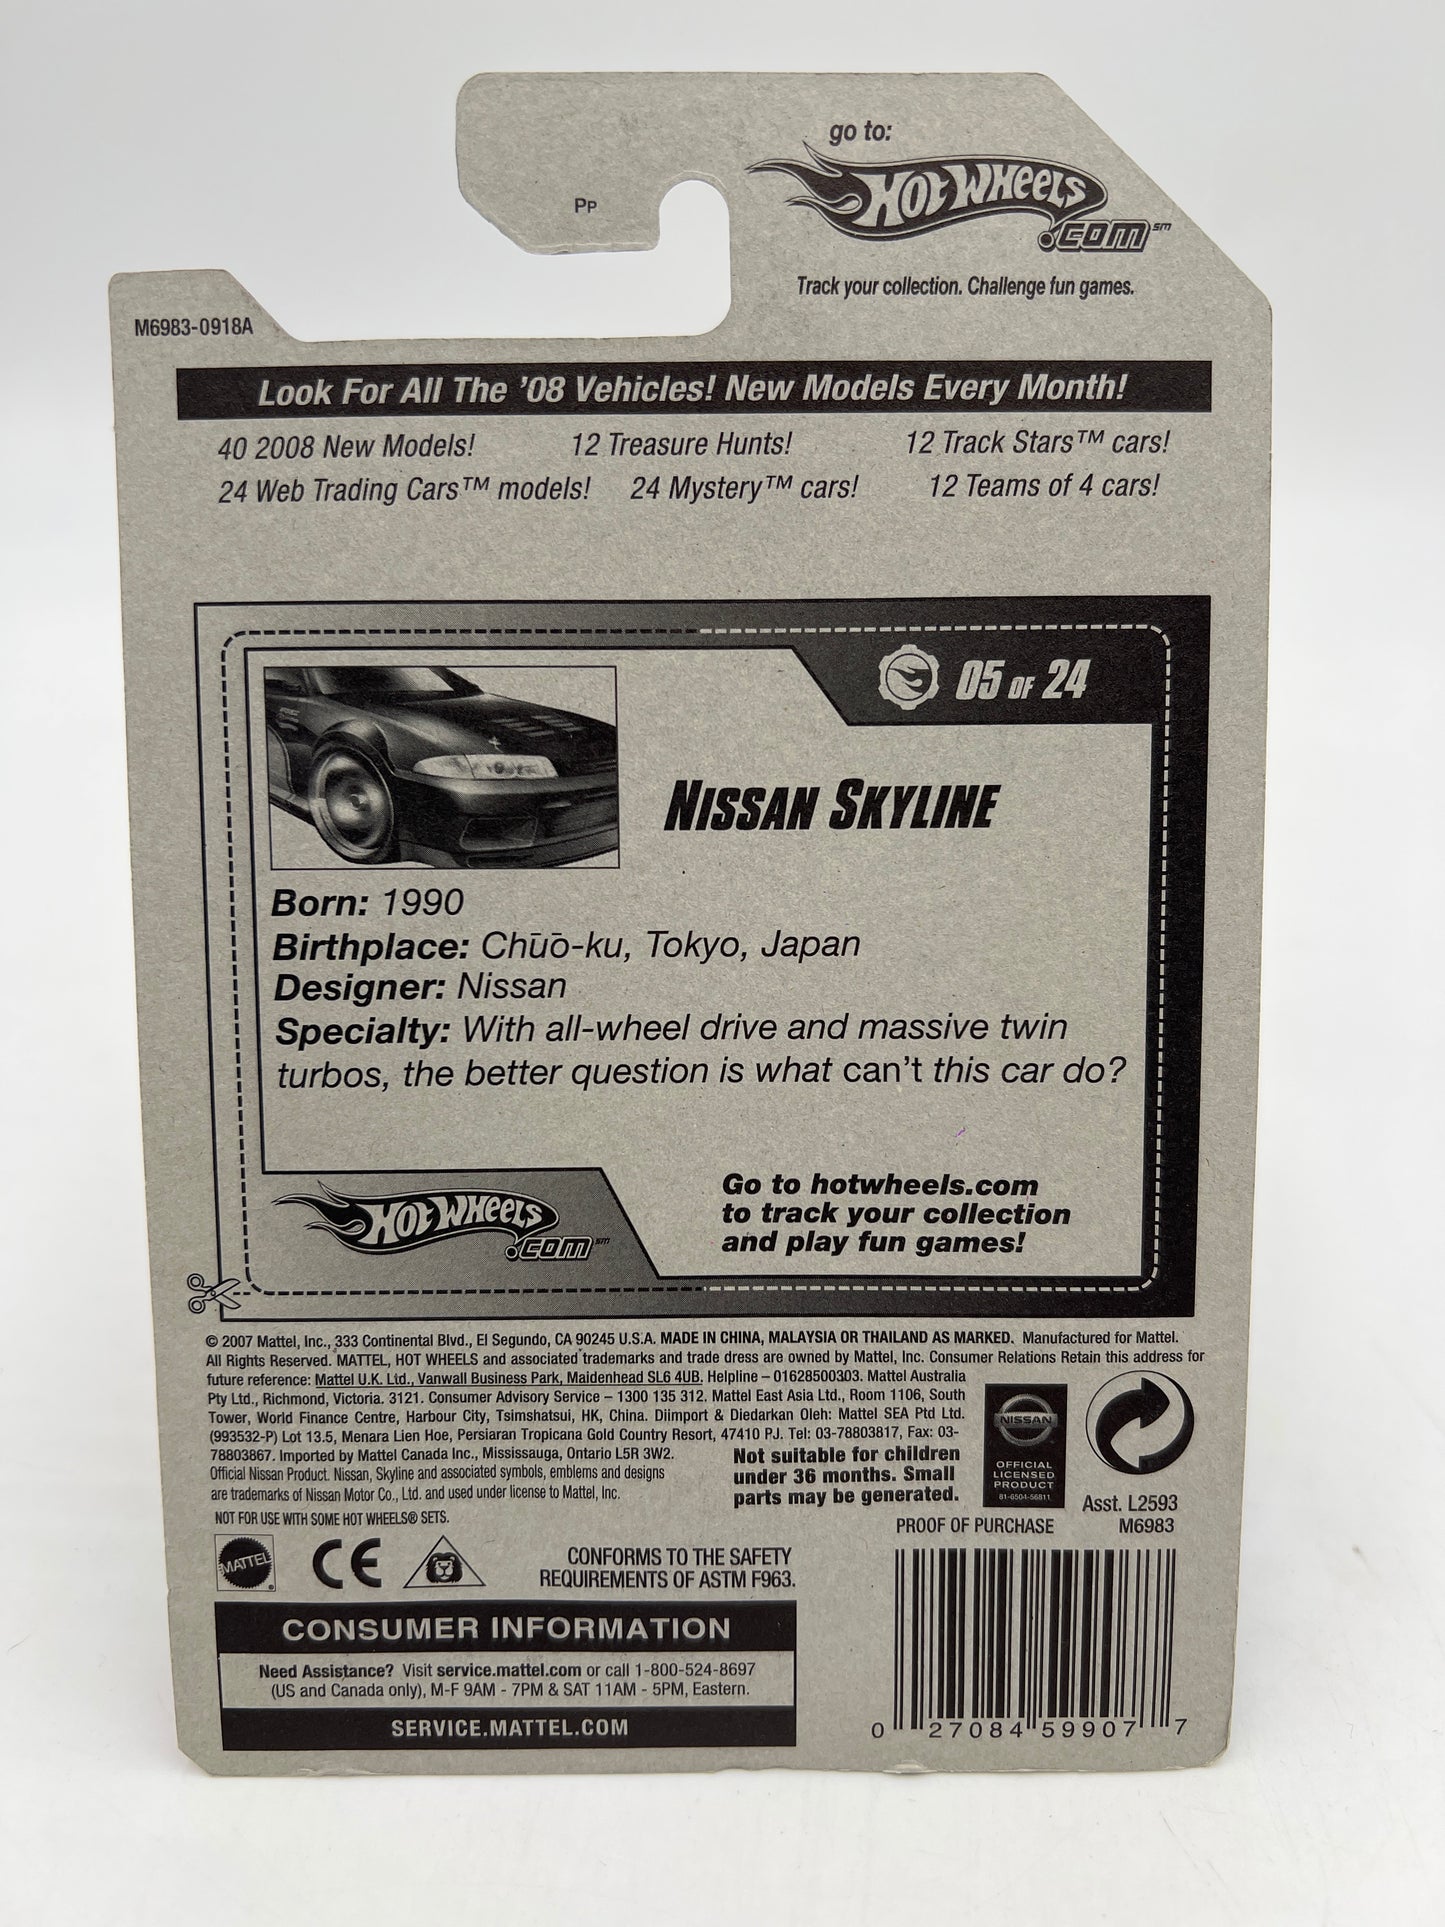 go to:
HOT WHEELS
.COM℠
Pp
Track your collection. Challenge fun games.
M6983-0918A
Look For All The '08 Vehicles! New Models Every Month!
40 2008 New Models! 12 Treasure Hunts! 12 Track Stars™ cars!
24 Web Trading Cars™ models! 24 Mystery™ cars! 12 Teams of 4 cars!
05 OF 24
NISSAN SKYLINE
Born: 1990
Birthplace: Chūō-ku, Tokyo, Japan
Designer: Nissan
Specialty: With all-wheel drive and massive twin
turbos, the better question is what can't this car do?
HOT WHEELS
.COM℠
Go to hotwheels.com
to track your collection
and play fun games!
© 2007 Mattel, Inc., 333 Continental Blvd., El Segundo, CA 90245 U.S.A. MADE IN CHINA, MALAYSIA OR THAILAND AS MARKED. Manufactured for Mattel.
All Rights Reserved. MATTEL, HOT WHEELS and associated trademarks and trade dress are owned by Mattel, Inc. Consumer Relations Retain this address for
future reference: Mattel U.K. Ltd., Vanwall Business Park, Maidenhead SL6 4UB. Helpline – 01628500303. Mattel Australia
Pty Ltd., Richmond, Victoria. 3121. Consumer Advisory Service – 1300 135 312. Mattel East Asia Ltd., Room 1106, South
Tower, World Finance Centre, Harbour City, Tsimshatsui, HK, China. Diimport & Diedarkan Oleh: Mattel SEA Ptd Ltd.
(993532-P) Lot 13.5, Menara Lien Hoe, Persiaran Tropicana Gold Country Resort, 47410 PJ. Tel: 03-78803817, Fax: 03-
78803867. Imported by Mattel Canada Inc., Mississauga, Ontario L5R 3W2.
Official Nissan Product. Nissan, Skyline and associated symbols, emblems and designs
are trademarks of Nissan Motor Co., Ltd. and used under license to Mattel, Inc.
NOT FOR USE WITH SOME HOT WHEELS® SETS.
Not suitable for children
under 36 months. Small
parts may be generated.
NISSAN
OFFICIAL
LICENSED
PRODUCT
81-6504-56811
Asst. L2593
M6983
PROOF OF PURCHASE
MATTEL
CE
CONFORMS TO THE SAFETY
REQUIREMENTS OF ASTM F963.
CONSUMER INFORMATION
Need Assistance? Visit service.mattel.com or call 1-800-524-8697
(US and Canada only), M-F 9AM - 7PM & SAT 11AM - 5PM, Eastern.
SERVICE.MATTEL.COM
0 27084 59907 7